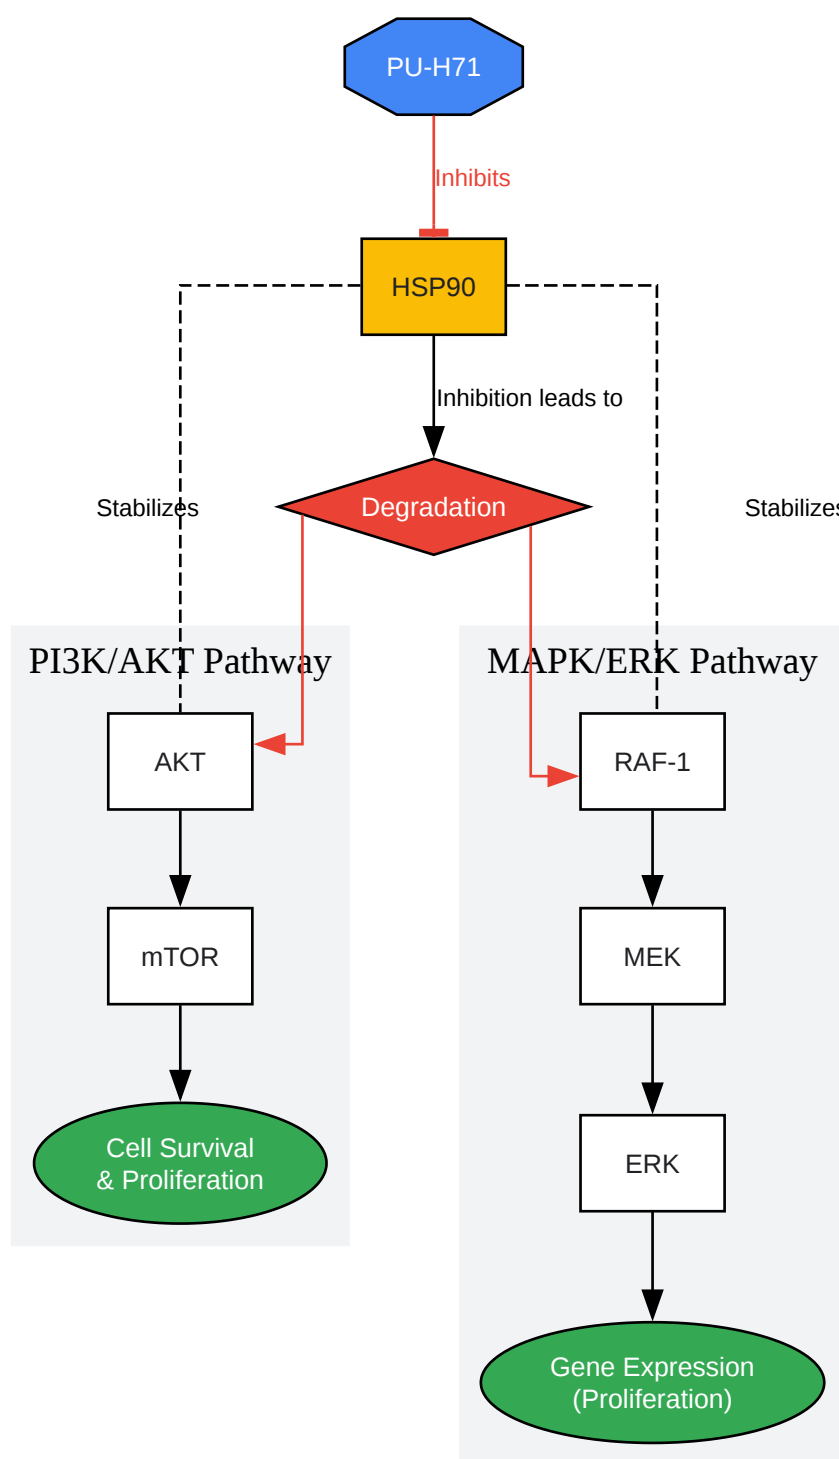 PU-H71
Inhibits
HSP90
Inhibition leads to
Stabilizes
Degradation
Stabilizes
PI3K/AKT Pathway
MAPK/ERK Pathway
AKT
RAF-1
mTOR
MEK
Cell Survival
& Proliferation
ERK
Gene Expression
(Proliferation)